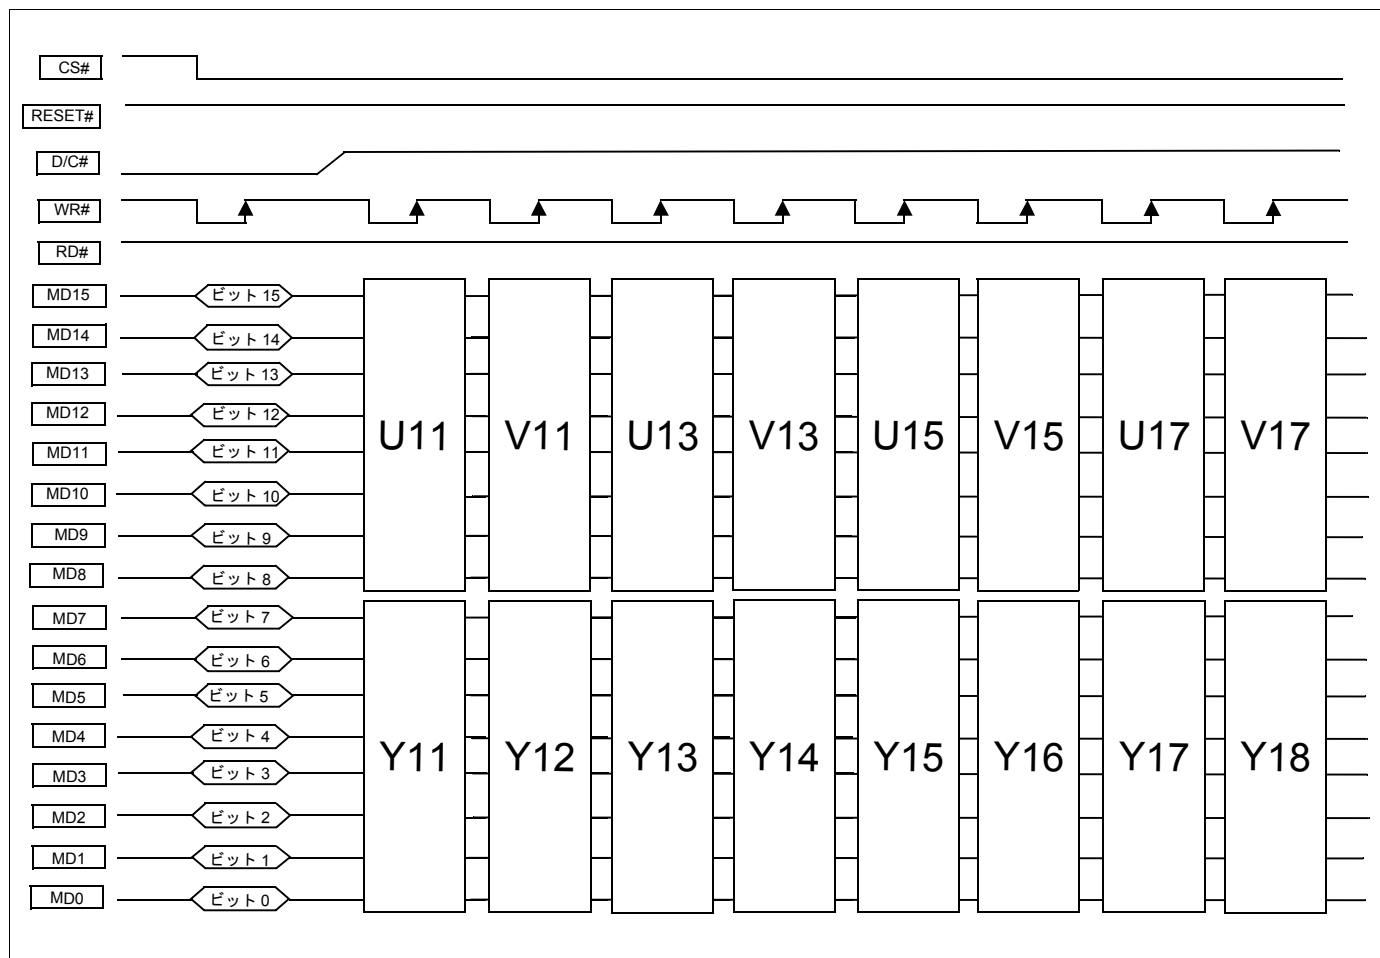 CS#
RESET#
D/C#
WR#
RD#
MD15 ビット 15
MD14 ビット 14
MD13 ビット 13
MD12 ビット 12
MD11 ビット 11
MD10 ビット 10
MD9 ビット 9
MD8 ビット 8
U11 V11 U13 V13 U15 V15 U17 V17
MD7 ビット 7
MD6 ビット 6
MD5 ビット 5
MD4 ビット 4
MD3 ビット 3
MD2 ビット 2
MD1 ビット 1
MD0 ビット 0
Y11 Y12 Y13 Y14 Y15 Y16 Y17 Y18